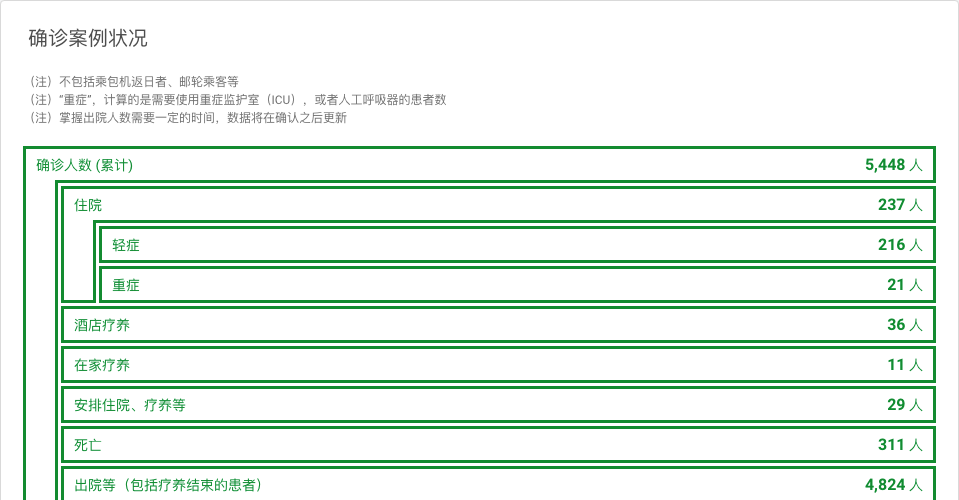 确诊案例状况
（注）不包括乘包机返日者、邮轮乘客等
（注）“重症”，计算的是需要使用重症监护室（ICU），或者人工呼吸器的患者数
（注）掌握出院人数需要一定的时间，数据将在确认之后更新
确诊人数 (累计) 5,448 人
住院 237 人
轻症 216 人
重症 21 人
酒店疗养 36 人
在家疗养 11 人
安排住院、疗养等 29 人
死亡 311 人
出院等（包括疗养结束的患者） 4,824 人